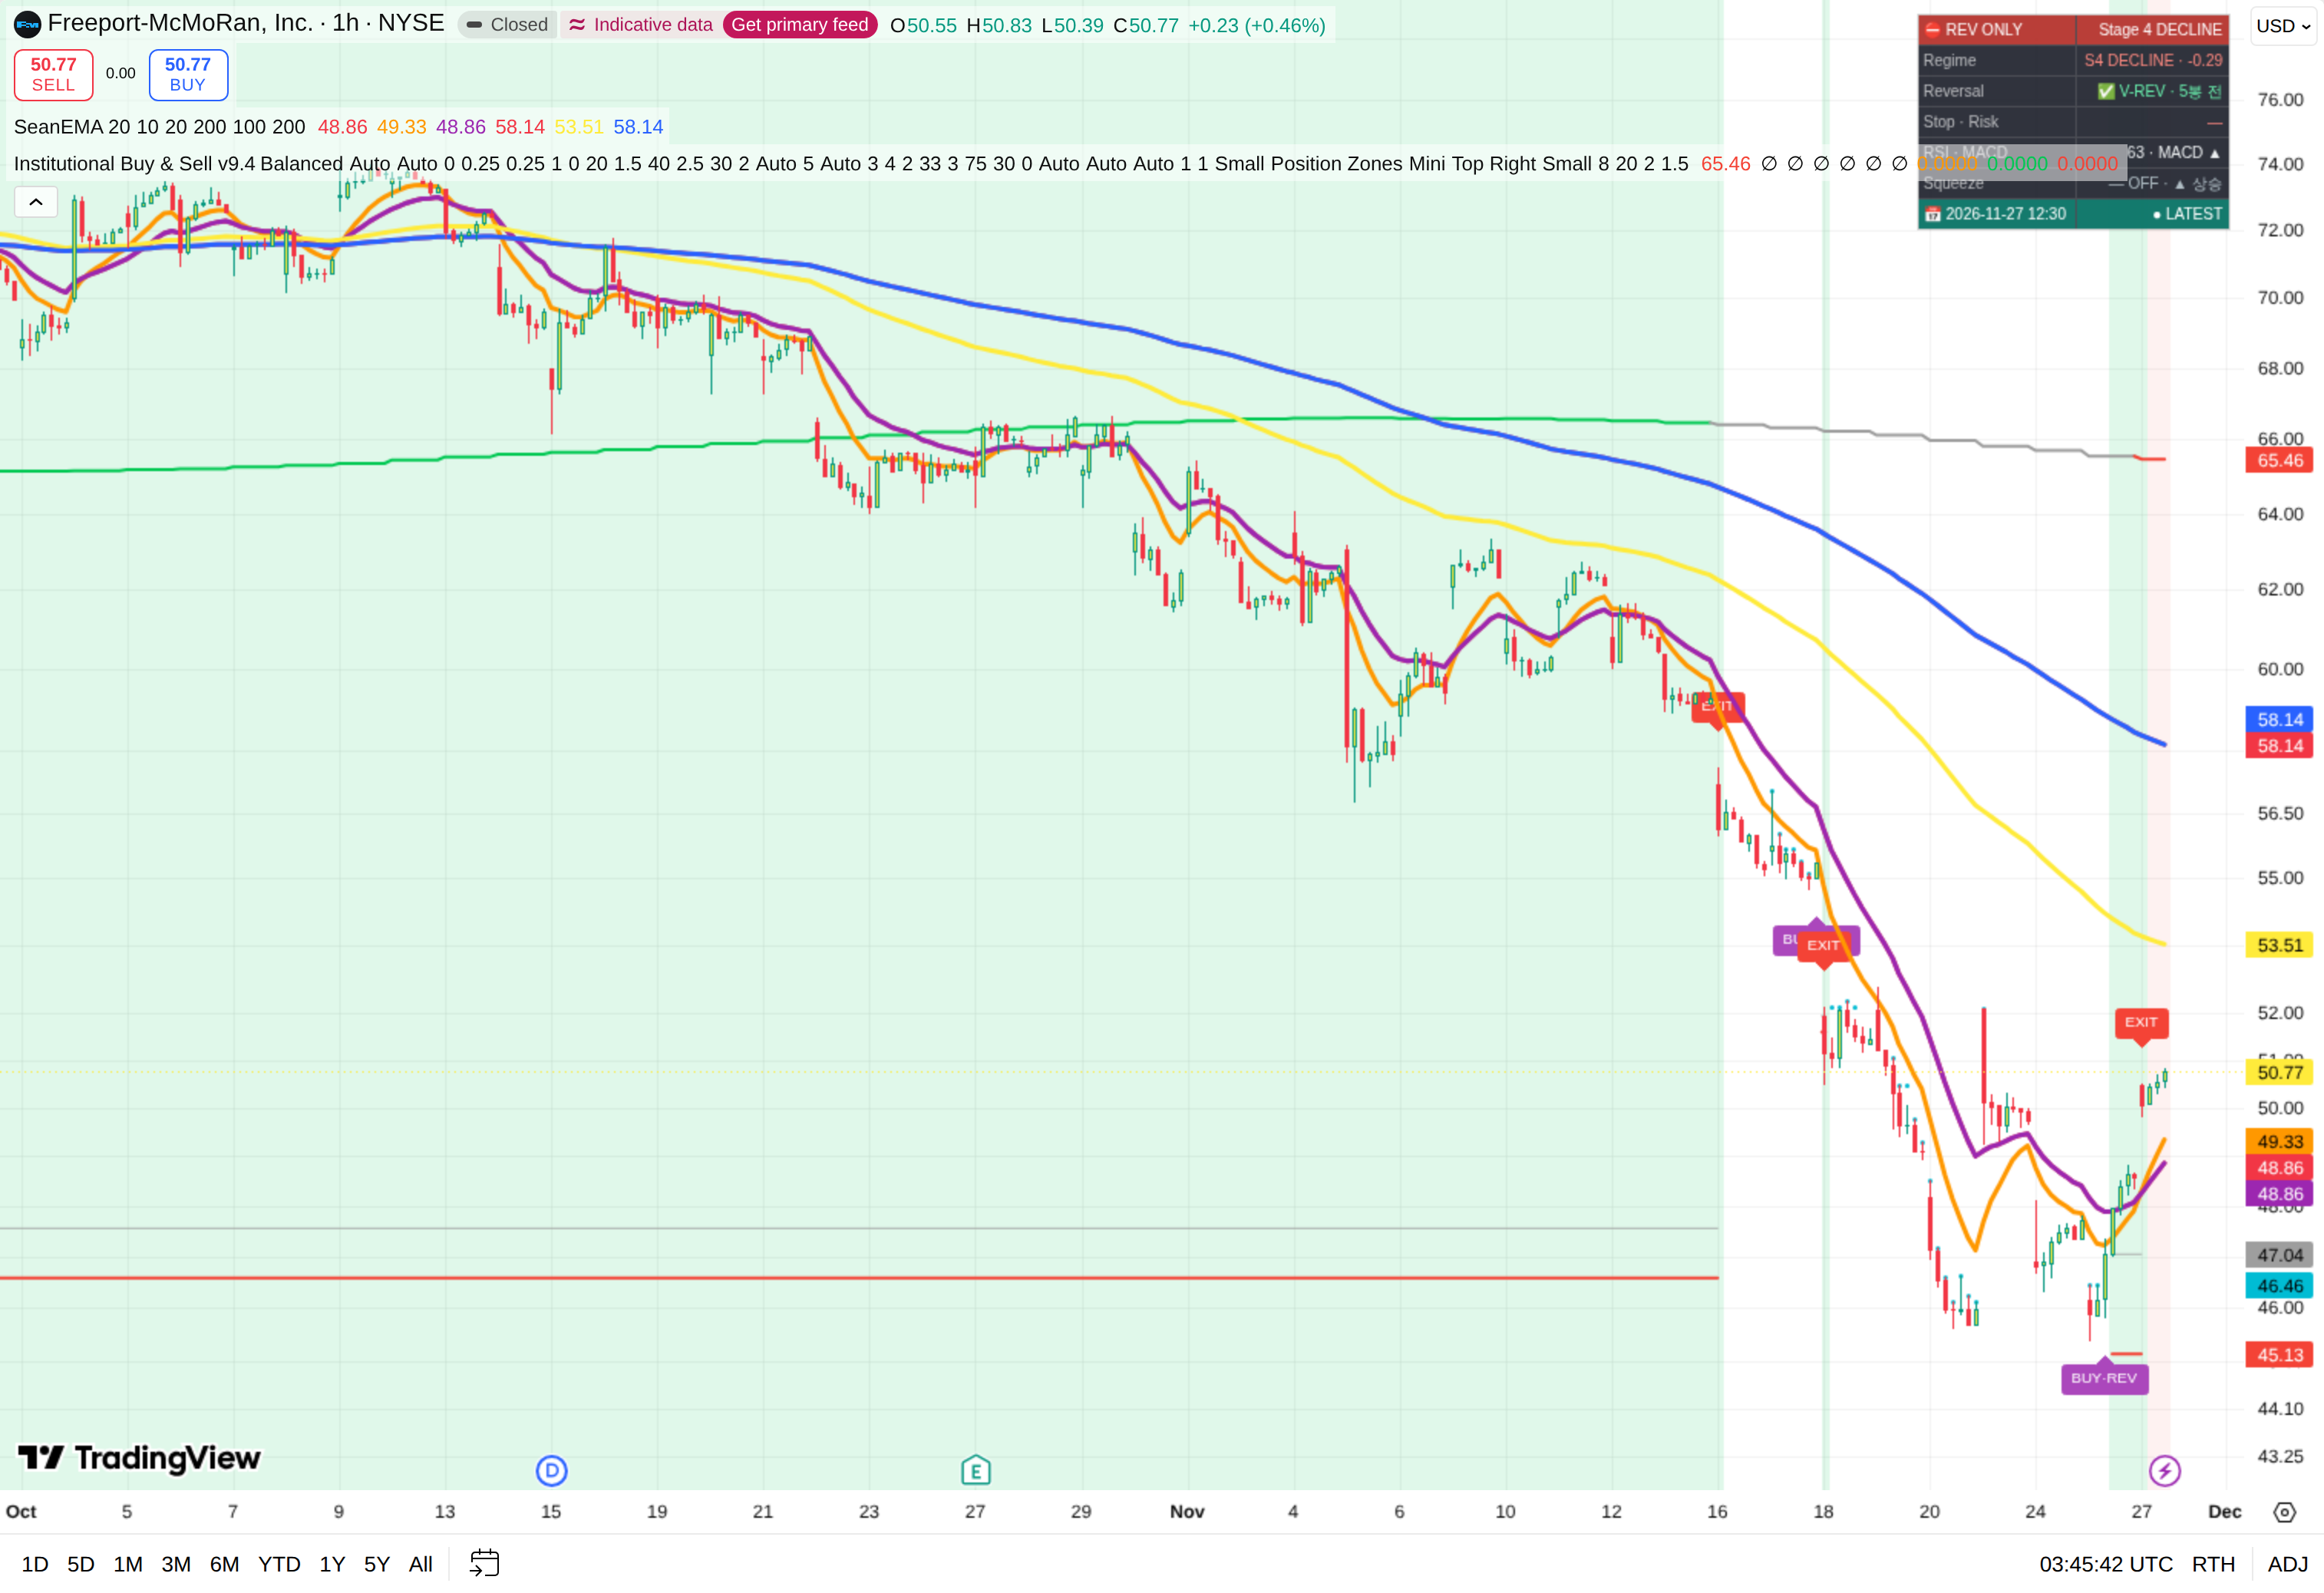 Freeport-McMoRan, Inc. · 1h · NYSE Closed Indicative data Get primary feed O50.55 H50.83 L50.39 C50.77 +0.23 (+0.46%)
USD
50.77 SELL
0.00
50.77 BUY
SeanEMA 20 10 20 200 100 200 48.86 49.33 48.86 58.14 53.51 58.14
Institutional Buy & Sell v9.4 Balanced Auto Auto 0 0.25 0.25 1 0 20 1.5 40 2.5 30 2 Auto 5 Auto 3 4 2 33 3 75 30 0 Auto Auto Auto 1 1 Small Position Zones Mini Top Right Small 8 20 2 1.5 65.46 ∅ ∅ ∅ ∅ ∅ ∅ 0.0000 0.0000 0.0000
REV ONLY Stage 4 DECLINE
Regime S4 DECLINE · -0.29
Reversal ✅ V-REV · 5봉 전
Stop · Risk —
RSI · MACD 63 · MACD ▲
Squeeze — OFF · ▲ 상승
2026-11-27 12:30 ● LATEST
76.00
74.00
72.00
70.00
68.00
66.00
65.46
64.00
62.00
60.00
58.14
58.14
56.50
55.00
53.51
52.00
50.77
50.00
49.33
48.86
48.86
48.00
47.04
46.46
46.00
45.13
44.10
43.25
EXIT
EXIT
EXIT
BUY-REV
TradingView
D
E
Oct 5 7 9 13 15 19 21 23 27 29 Nov 4 6 10 12 16 18 20 24 27 Dec
1D 5D 1M 3M 6M YTD 1Y 5Y All
03:45:42 UTC RTH ADJ